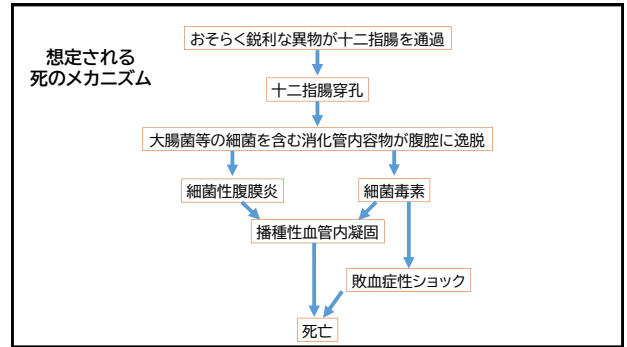 想定される
死のメカニズム
おそらく鋭利な異物が十二指腸を通過
十二指腸穿孔
大腸菌等の細菌を含む消化管内容物が腹腔に逸脱
細菌性腹膜炎
細菌毒素
播種性血管内凝固
敗血症性ショック
死亡